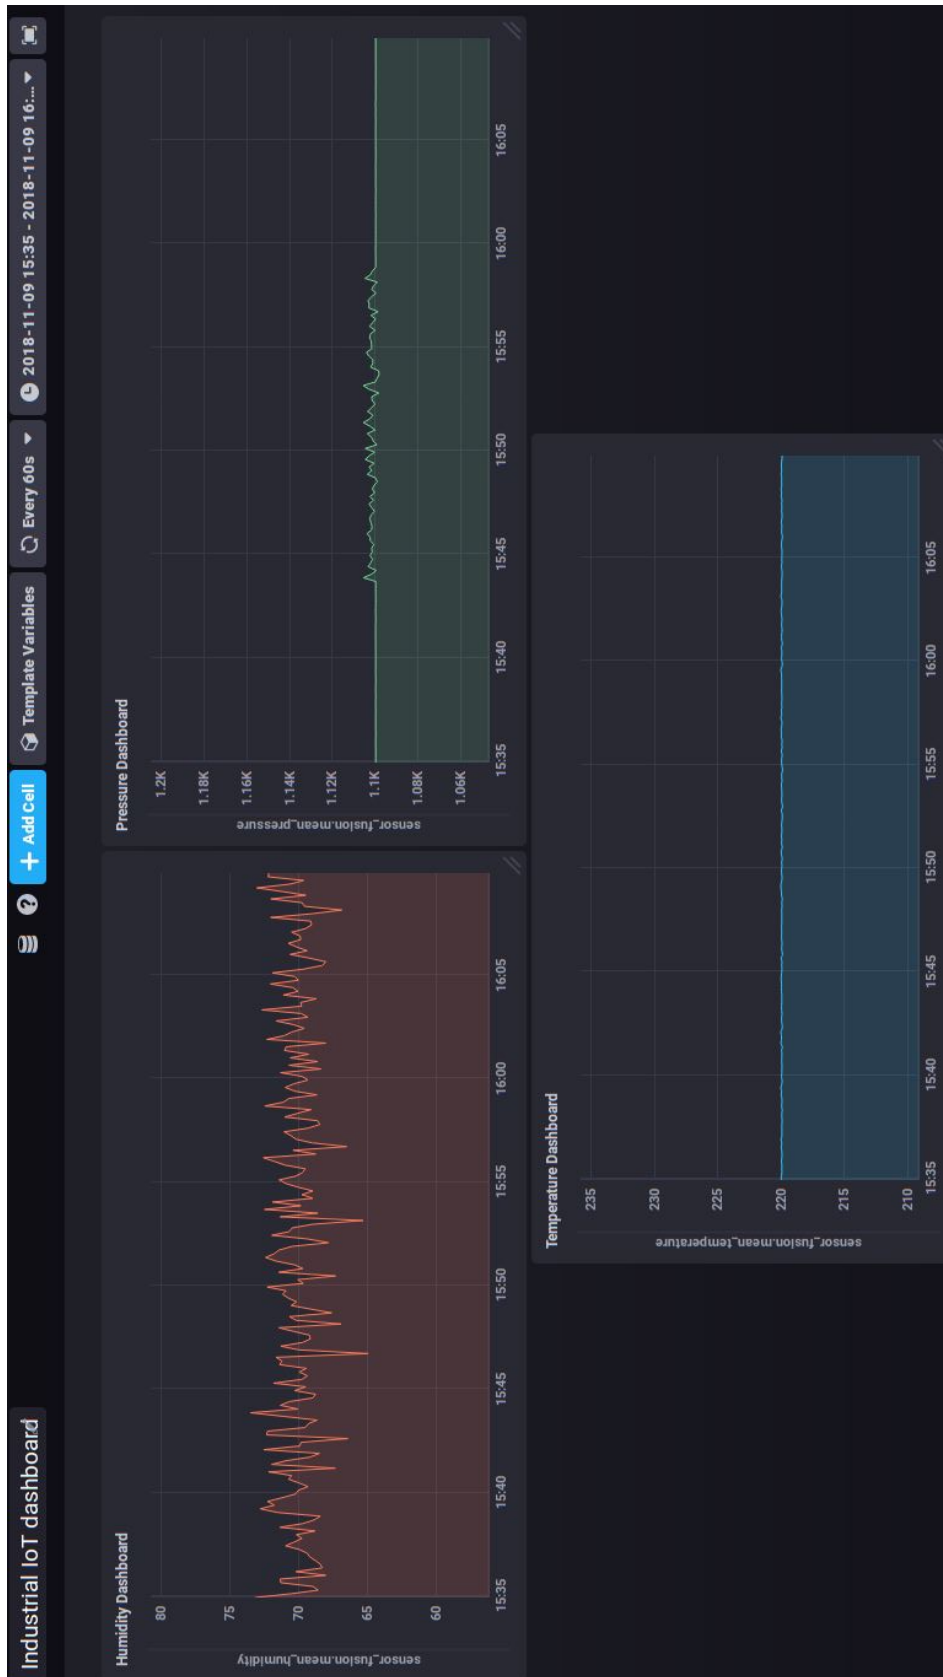 Industrial IoT dashboard
+ Add Cell
Template Variables
Every 60s
2018-11-09 15:35 - 2018-11-09 16:...
Humidity Dashboard
sensor_fusion.mean_humidity
80
75
70
65
60
15:35
15:40
15:45
15:50
15:55
16:00
16:05
Pressure Dashboard
sensor_fusion.mean_pressure
1.2K
1.18K
1.16K
1.14K
1.12K
1.1K
1.08K
1.06K
15:35
15:40
15:45
15:50
15:55
16:00
16:05
Temperature Dashboard
sensor_fusion.mean_temperature
235
230
225
220
215
210
15:35
15:40
15:45
15:50
15:55
16:00
16:05